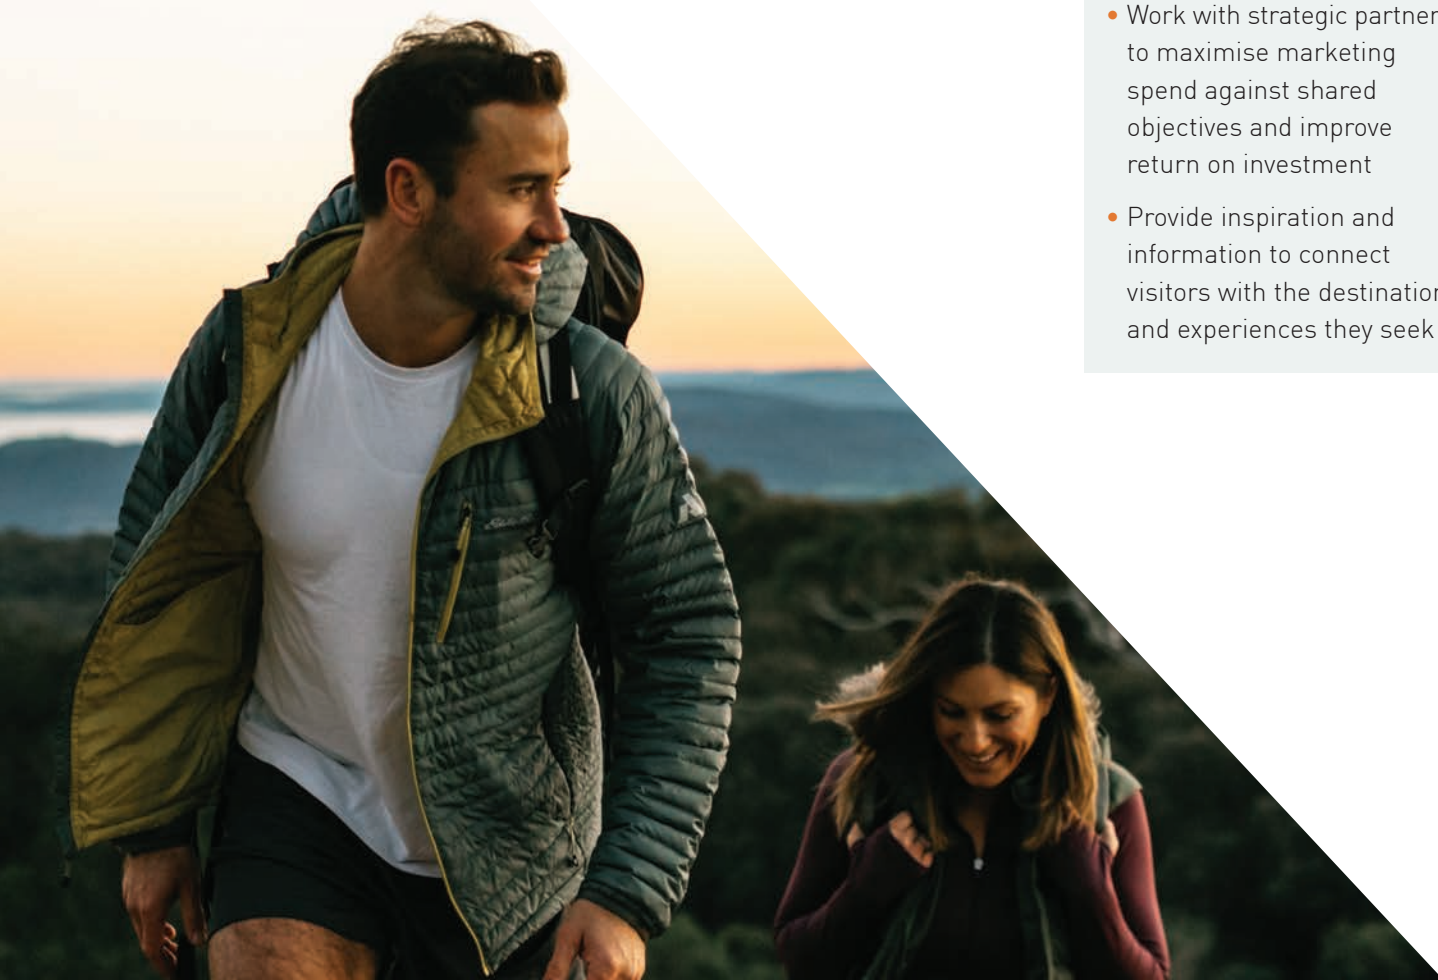 • Work with strategic partner
to maximise marketing
spend against shared
objectives and improve
return on investment
• Provide inspiration and
information to connect
visitors with the destination
and experiences they seek